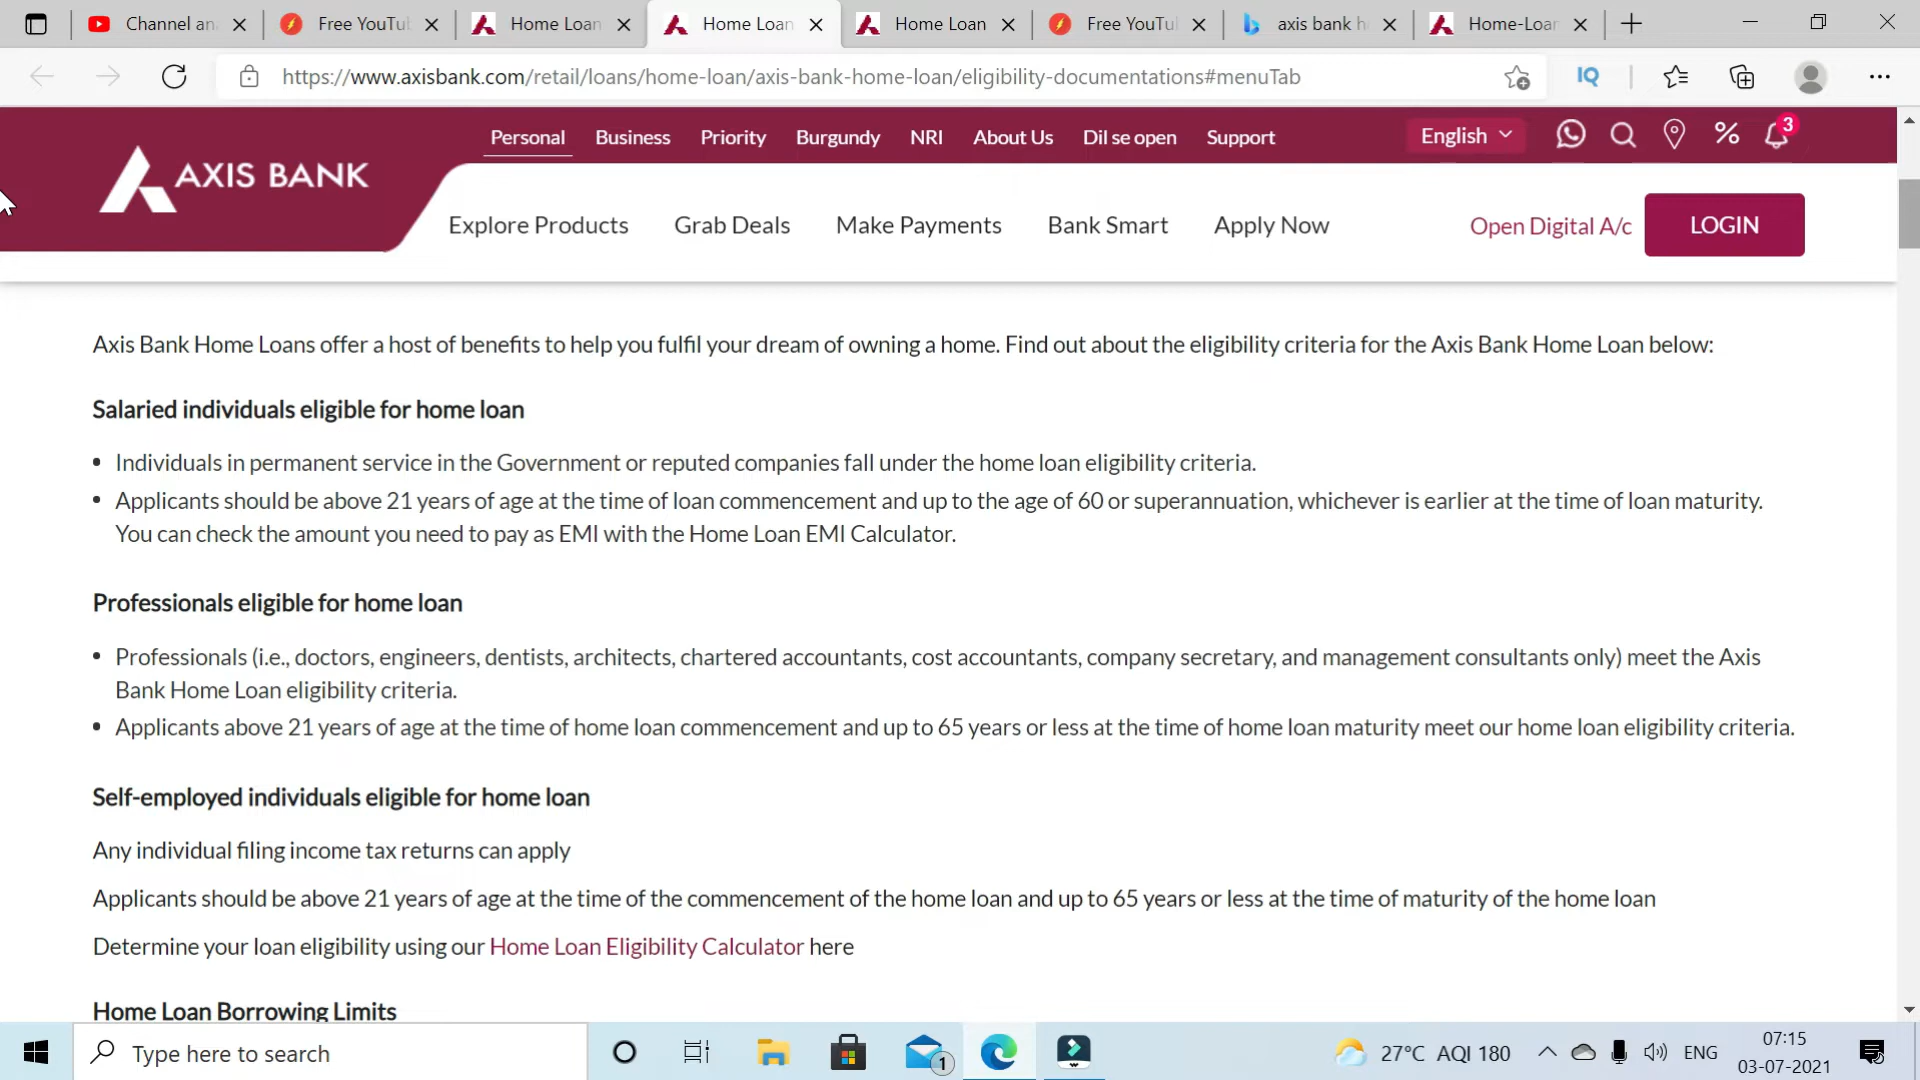 Channel an
Free YouTu
Home Loan
Home Loan
Home Loan
Free YouTu
axis bank h
Home-Loan
https://www.axisbank.com/retail/loans/home-loan/axis-bank-home-loan/eligibility-documentations#menuTab
IQ
Personal Business Priority Burgundy NRI About Us Dil se open Support English % 3
AXIS BANK
Explore Products Grab Deals Make Payments Bank Smart Apply Now Open Digital A/c LOGIN
Axis Bank Home Loans offer a host of benefits to help you fulfil your dream of owning a home. Find out about the eligibility criteria for the Axis Bank Home Loan below:
Salaried individuals eligible for home loan
• Individuals in permanent service in the Government or reputed companies fall under the home loan eligibility criteria.
• Applicants should be above 21 years of age at the time of loan commencement and up to the age of 60 or superannuation, whichever is earlier at the time of loan maturity.
You can check the amount you need to pay as EMI with the Home Loan EMI Calculator.
Professionals eligible for home loan
• Professionals (i.e., doctors, engineers, dentists, architects, chartered accountants, cost accountants, company secretary, and management consultants only) meet the Axis
Bank Home Loan eligibility criteria.
• Applicants above 21 years of age at the time of home loan commencement and up to 65 years or less at the time of home loan maturity meet our home loan eligibility criteria.
Self-employed individuals eligible for home loan
Any individual filing income tax returns can apply
Applicants should be above 21 years of age at the time of the commencement of the home loan and up to 65 years or less at the time of maturity of the home loan
Determine your loan eligibility using our Home Loan Eligibility Calculator here
Home Loan Borrowing Limits
Type here to search
1
27°C AQI 180
ENG
07:15
03-07-2021